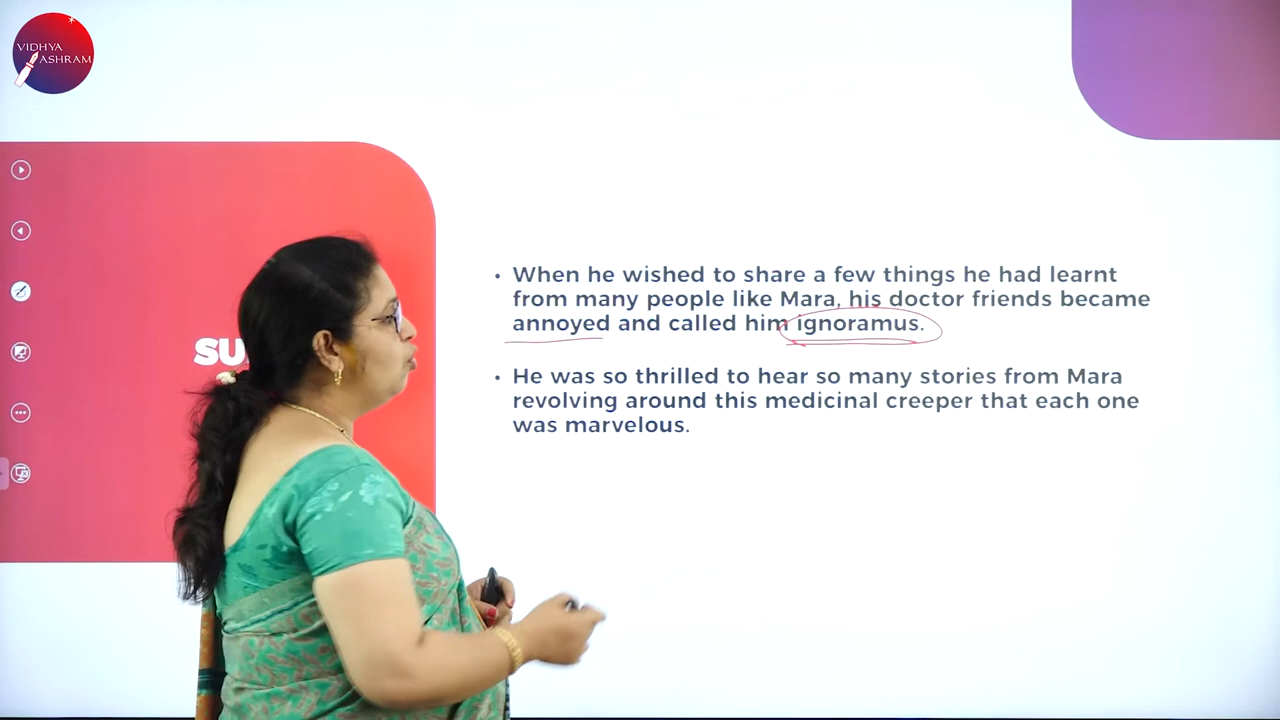 VIDHYA
ASHRAM
SU
• When he wished to share a few things he had learnt
from many people like Mara, his doctor friends became
annoyed and called him ignoramus.
• He was so thrilled to hear so many stories from Mara
revolving around this medicinal creeper that each one
was marvelous.